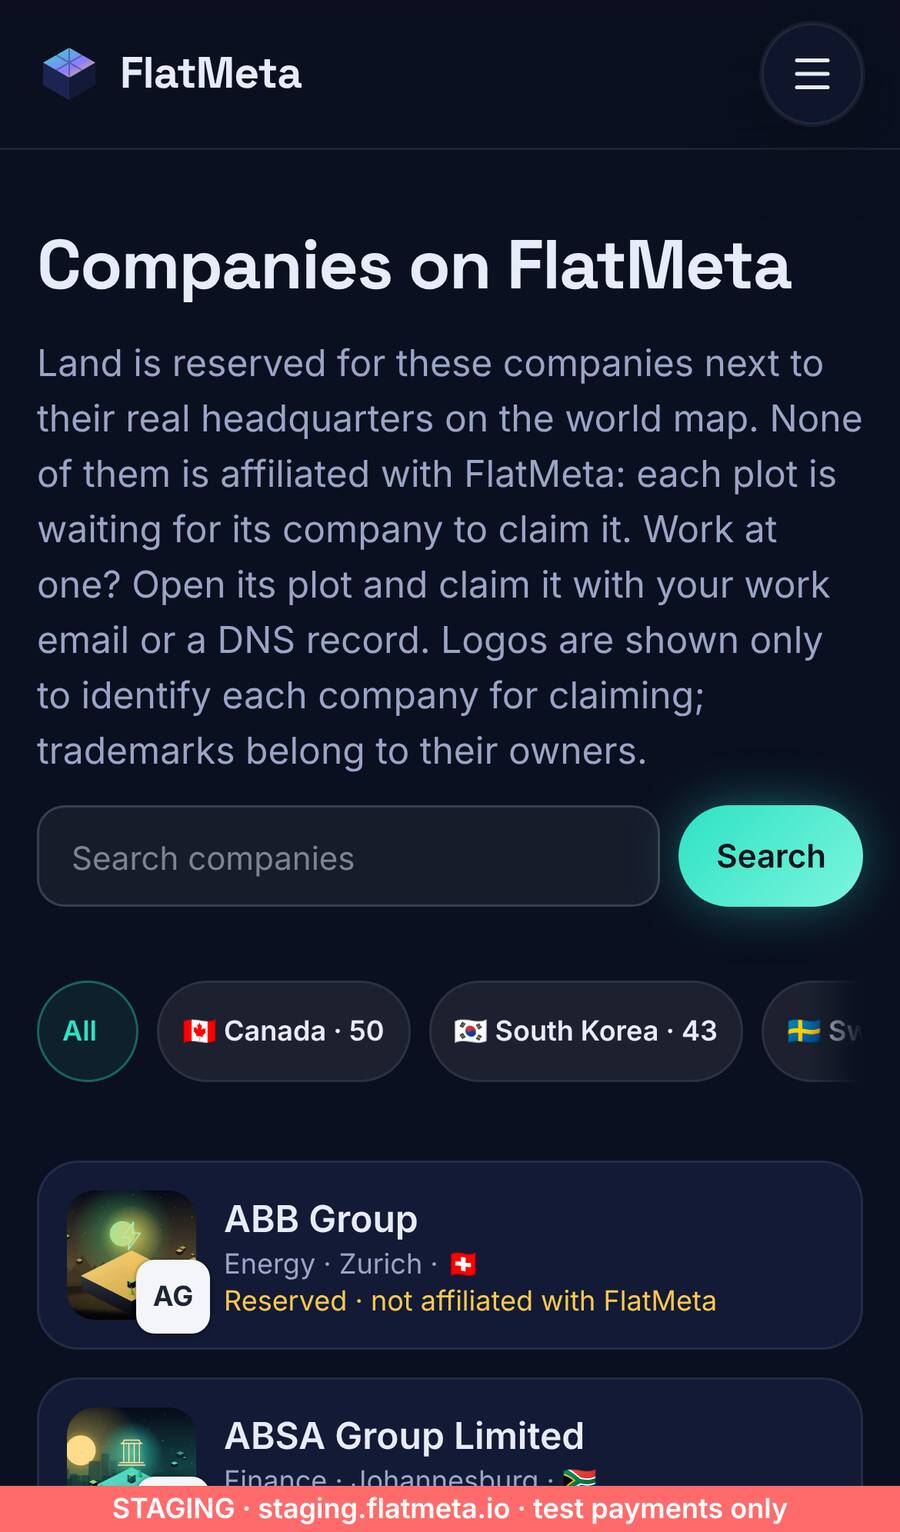 FlatMeta
Companies on FlatMeta
Land is reserved for these companies next to
their real headquarters on the world map. None
of them is affiliated with FlatMeta: each plot is
waiting for its company to claim it. Work at
one? Open its plot and claim it with your work
email or a DNS record. Logos are shown only
to identify each company for claiming;
trademarks belong to their owners.
Search companies
Search
All
Canada · 50
South Korea · 43
ABB Group
Energy · Zurich ·
AG
Reserved · not affiliated with FlatMeta
ABSA Group Limited
Finance · Johannesburg ·
STAGING · staging.flatmeta.io · test payments only